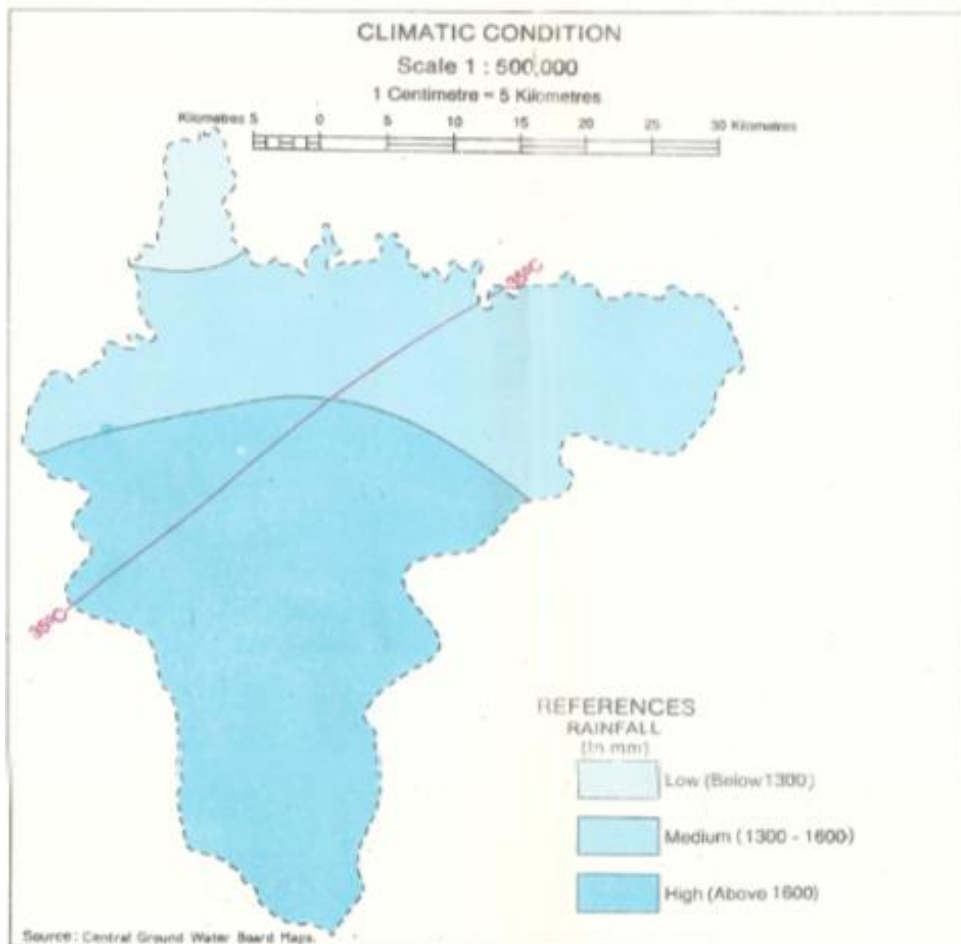 CLIMATIC CONDITION
Scale 1 : 500,000
1 Centimetre = 5 Kilometres
Kilometres 5 0 5 10 15 20 25 30 Kilometres
35ºC
35ºC
REFERENCES
RAINFALL
(In mm)
Low (Below 1300)
Medium (1300 - 1600)
High (Above 1600)
Source: Central Ground Water Board Maps.